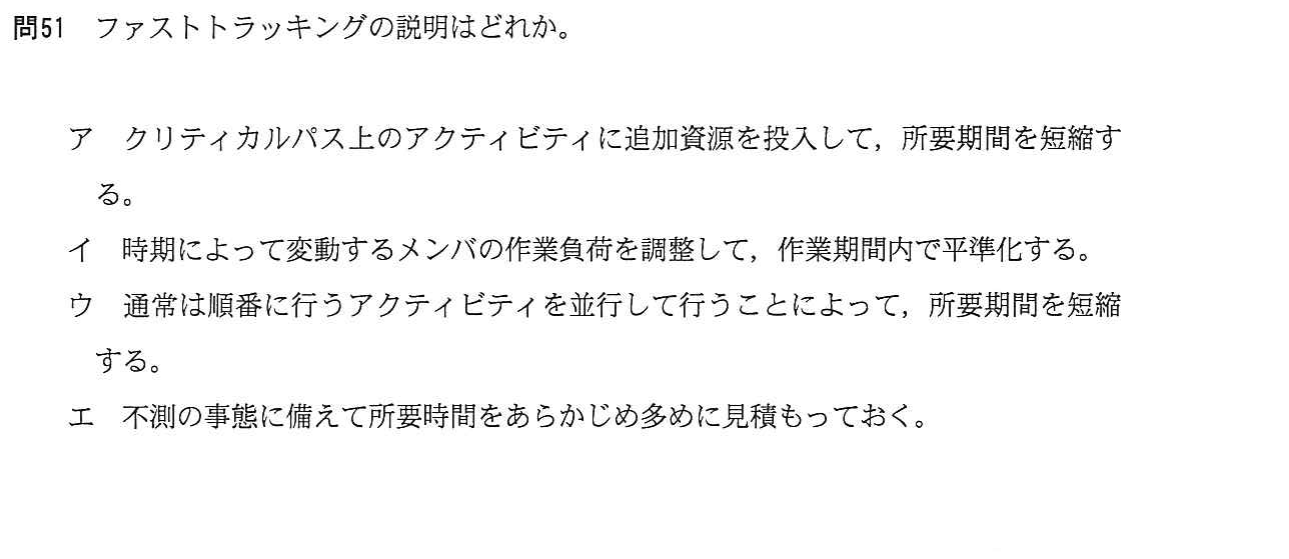 問51　ファストトラッキングの説明はどれか。
ア　クリティカルパス上のアクティビティに追加資源を投入して，所要期間を短縮す
る。
イ　時期によって変動するメンバの作業負荷を調整して，作業期間内で平準化する。
ウ　通常は順番に行うアクティビティを並行して行うことによって，所要期間を短縮
する。
エ　不測の事態に備えて所要時間をあらかじめ多めに見積もっておく。